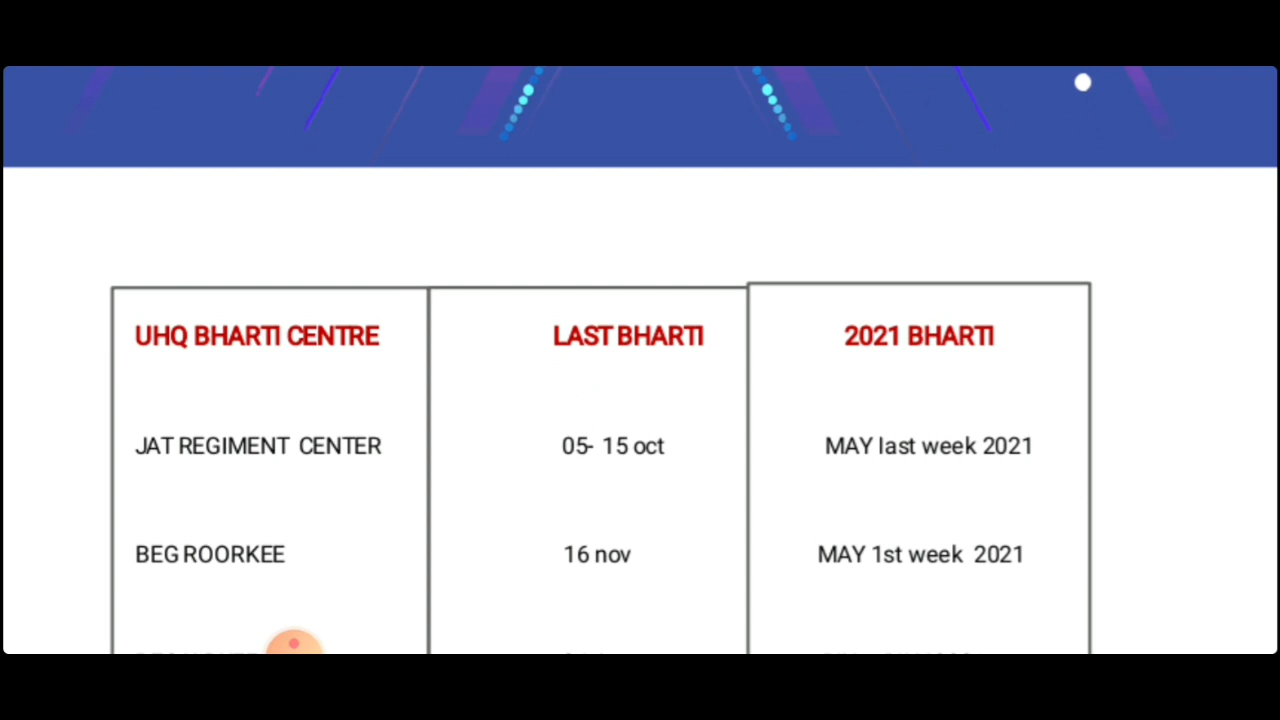 UHQ BHARTI CENTRE LAST BHARTI 2021 BHARTI
JAT REGIMENT CENTER 05- 15 oct MAY last week 2021
BEG ROORKEE 16 nov MAY 1st week 2021